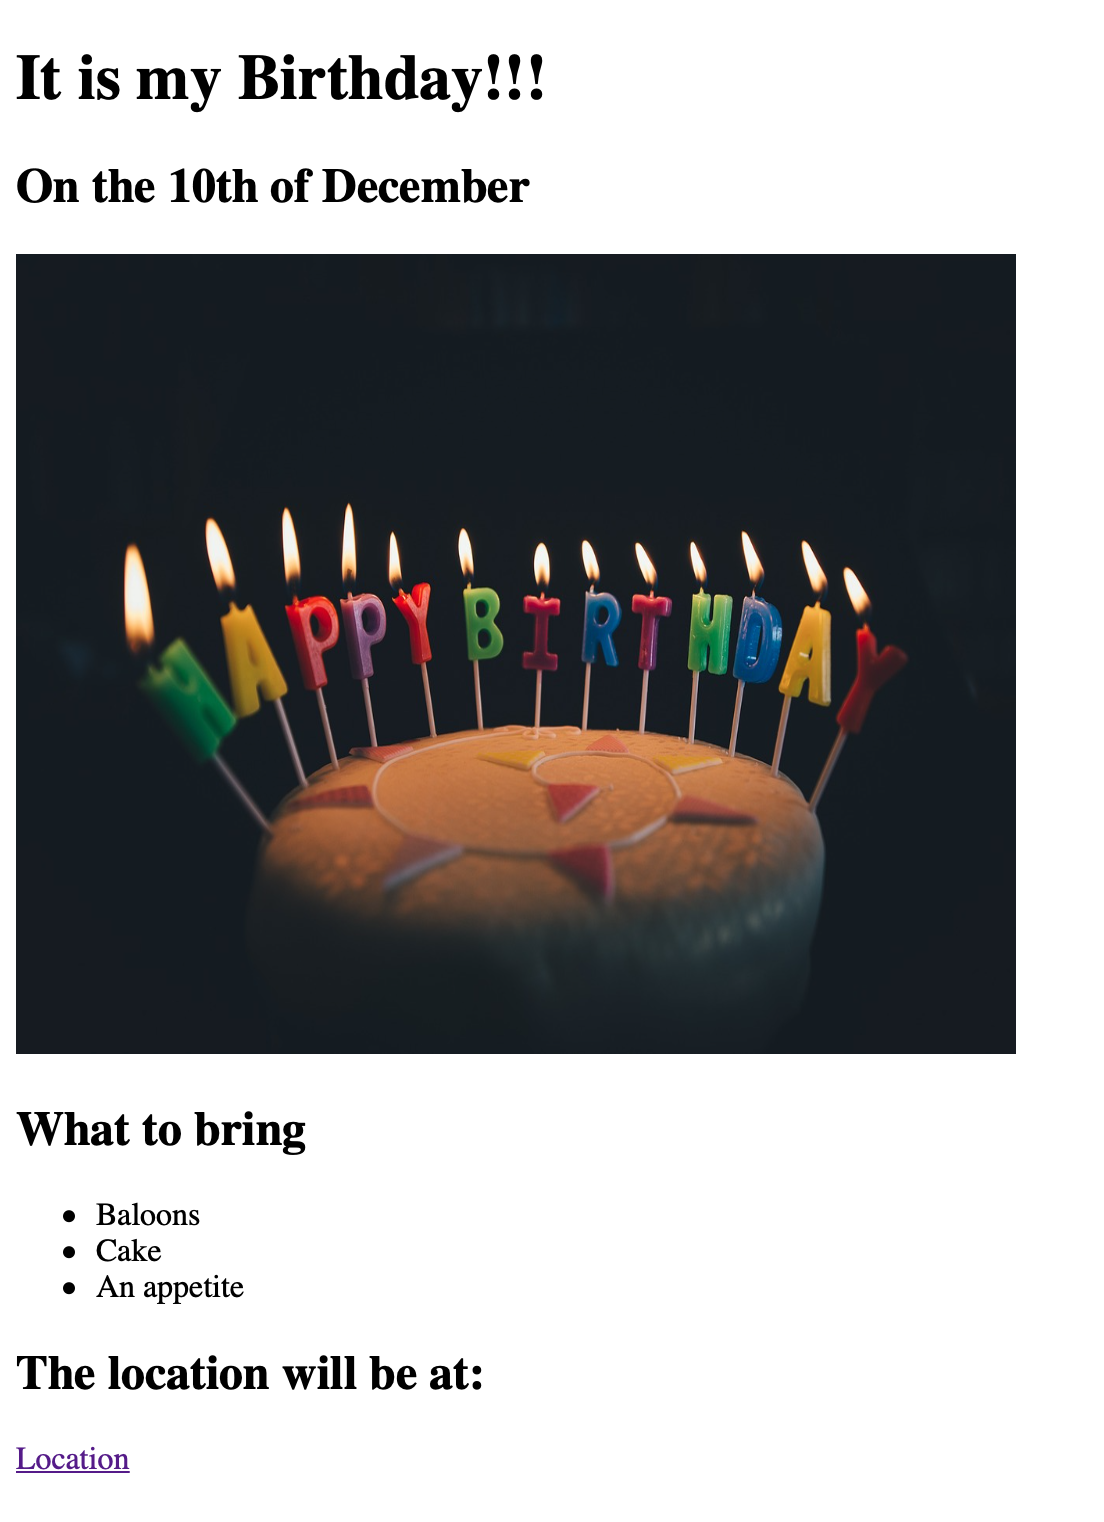 It is my Birthday!!!
On the 10th of December
HAPPY BIRTHDAY
What to bring
Baloons
Cake
An appetite
The location will be at:
Location